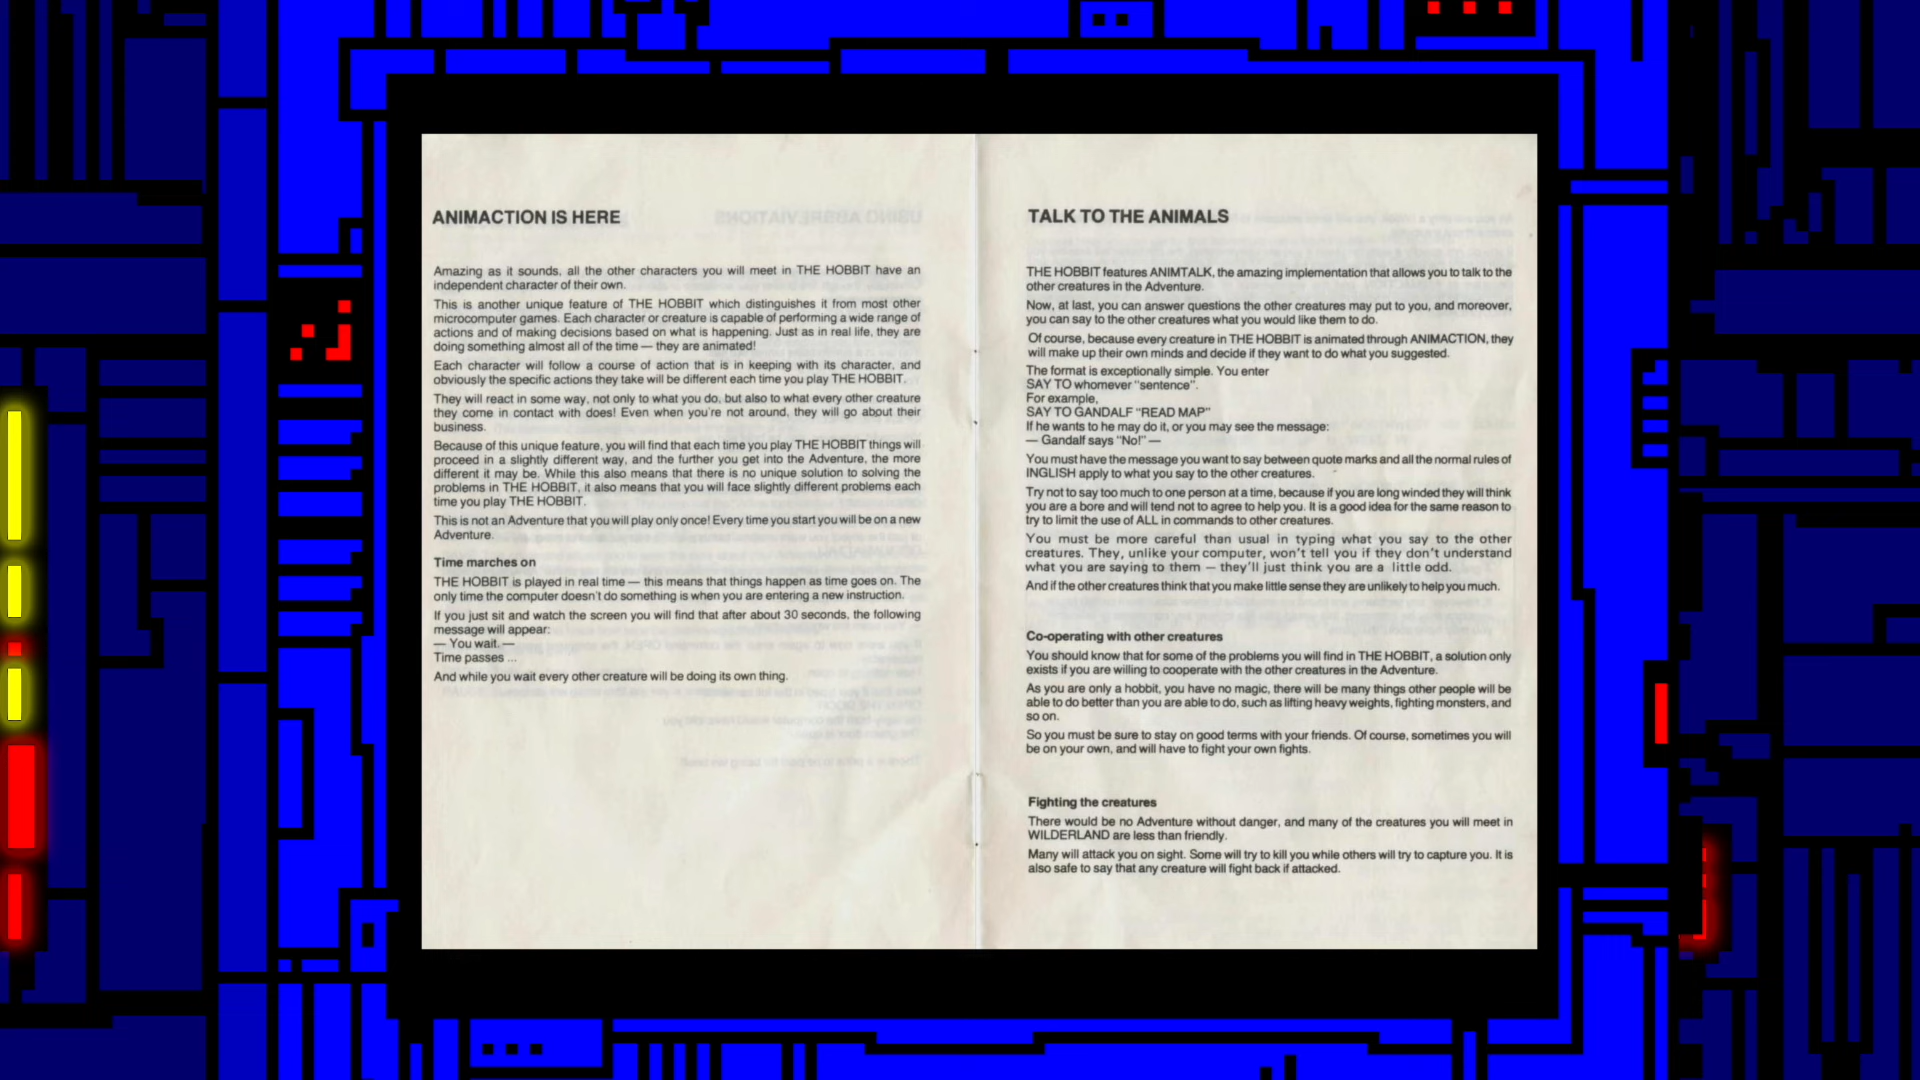 ANIMACTION IS HERE
Amazing as it sounds, all the other characters you will meet in THE HOBBIT have an
independent character of their own.
This is another unique feature of THE HOBBIT which distinguishes it from most other
microcomputer games. Each character or creature is capable of performing a wide range of
actions and of making decisions based on what is happening. Just as in real life, they are
doing something almost all of the time — they are animated!
Each character will follow a course of action that is in keeping with its character, and
obviously the specific actions they take will be different each time you play THE HOBBIT.
They will react in some way, not only to what you do, but also to what every other creature
they come in contact with does! Even when you're not around, they will go about their
business.
Because of this unique feature, you will find that each time you play THE HOBBIT things will
proceed in a slightly different way, and the further you get into the Adventure, the more
different it may be. While this also means that there is no unique solution to solving the
problems in THE HOBBIT, it also means that you will face slightly different problems each
time you play THE HOBBIT.
This is not an Adventure that you will play only once! Every time you start you will be on a new
Adventure.
Time marches on
THE HOBBIT is played in real time — this means that things happen as time goes on. The
only time the computer doesn't do something is when you are entering a new instruction.
If you just sit and watch the screen you will find that after about 30 seconds, the following
message will appear:
— You wait. —
Time passes ...
And while you wait every other creature will be doing its own thing.
TALK TO THE ANIMALS
THE HOBBIT features ANIMTALK, the amazing implementation that allows you to talk to the
other creatures in the Adventure.
Now, at last, you can answer questions the other creatures may put to you, and moreover,
you can say to the other creatures what you would like them to do.
Of course, because every creature in THE HOBBIT is animated through ANIMACTION, they
will make up their own minds and decide if they want to do what you suggested.
The format is exceptionally simple. You enter
SAY TO whomever "sentence".
For example,
SAY TO GANDALF "READ MAP"
If he wants to he may do it, or you may see the message:
— Gandalf says "No!" —
You must have the message you want to say between quote marks and all the normal rules of
INGLISH apply to what you say to the other creatures.
Try not to say too much to one person at a time, because if you are long winded they will think
you are a bore and will tend not to agree to help you. It is a good idea for the same reason to
try to limit the use of ALL in commands to other creatures.
You must be more careful than usual in typing what you say to the other
creatures. They, unlike your computer, won't tell you if they don't understand
what you are saying to them — they'll just think you are a little odd.
And if the other creatures think that you make little sense they are unlikely to help you much.
Co-operating with other creatures
You should know that for some of the problems you will find in THE HOBBIT, a solution only
exists if you are willing to cooperate with the other creatures in the Adventure.
As you are only a hobbit, you have no magic, there will be many things other people will be
able to do better than you are able to do, such as lifting heavy weights, fighting monsters, and
so on.
So you must be sure to stay on good terms with your friends. Of course, sometimes you will
be on your own, and will have to fight your own fights.
Fighting the creatures
There would be no Adventure without danger, and many of the creatures you will meet in
WILDERLAND are less than friendly.
Many will attack you on sight. Some will try to kill you while others will try to capture you. It is
also safe to say that any creature will fight back if attacked.